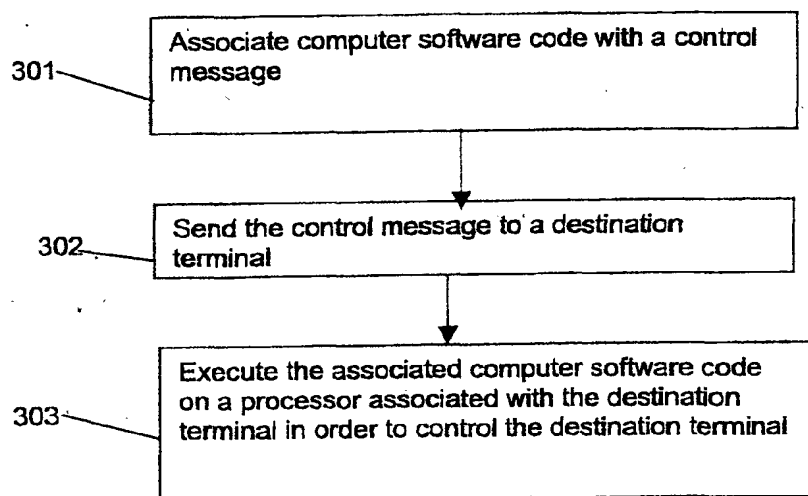 Associate computer software code with a control
message
301
Send the control message to a destination
terminal
302
Execute the associated computer software code
on a processor associated with the destination
terminal in order to control the destination terminal
303